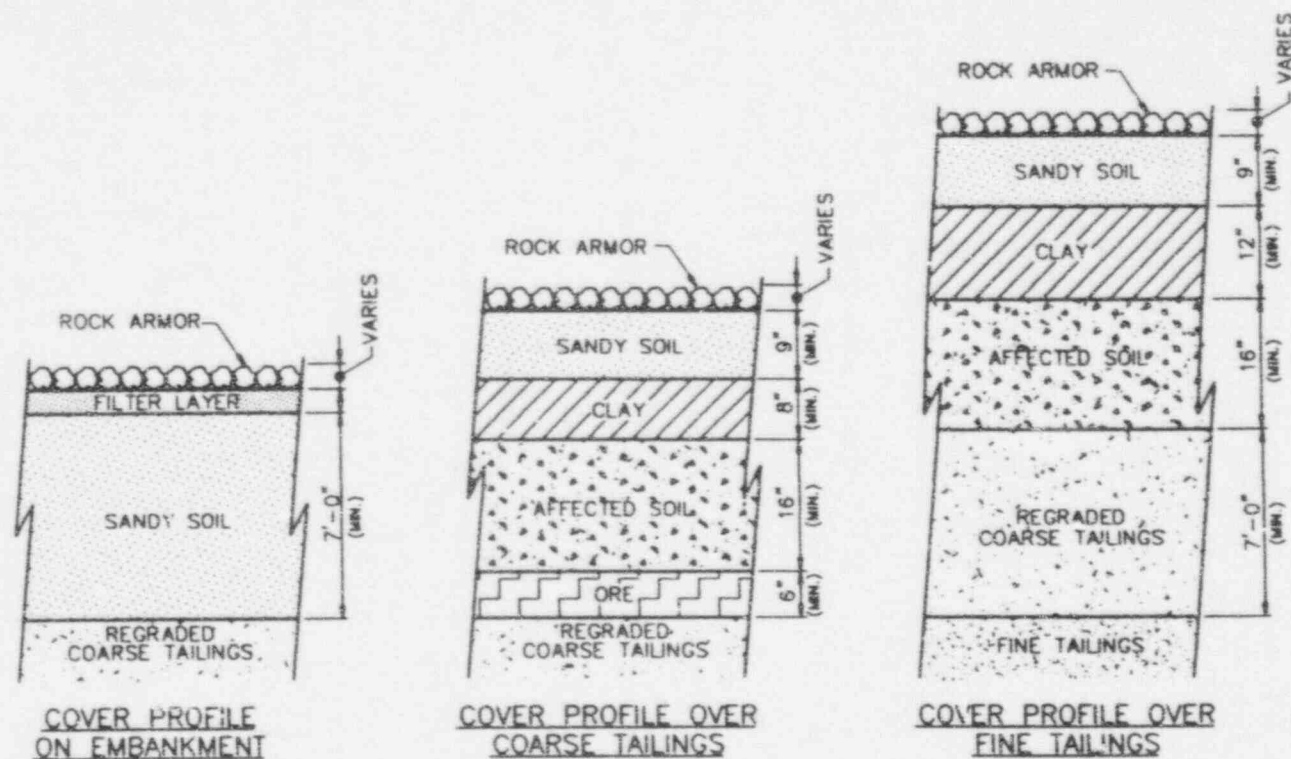 ROCK ARMOR
VARIES
FILTER LAYER
SANDY SOIL
7'-0"
(MIN.)
REGRADED
COARSE TAILINGS
COVER PROFILE
ON EMBANKMENT
ROCK ARMOR
VARIES
SANDY SOIL
9"
(MIN.)
CLAY
8"
(MIN.)
AFFECTED SOIL
16"
(MIN.)
ORE
6"
(MIN.)
REGRADED
COARSE TAILINGS
COVER PROFILE OVER
COARSE TAILINGS
ROCK ARMOR
VARIES
SANDY SOIL
9"
(MIN.)
CLAY
12"
(MIN.)
AFFECTED SOIL
16"
(MIN.)
REGRADED
COARSE TAILINGS
7'-0"
(MIN.)
FINE TAILINGS
COVER PROFILE OVER
FINE TAILINGS